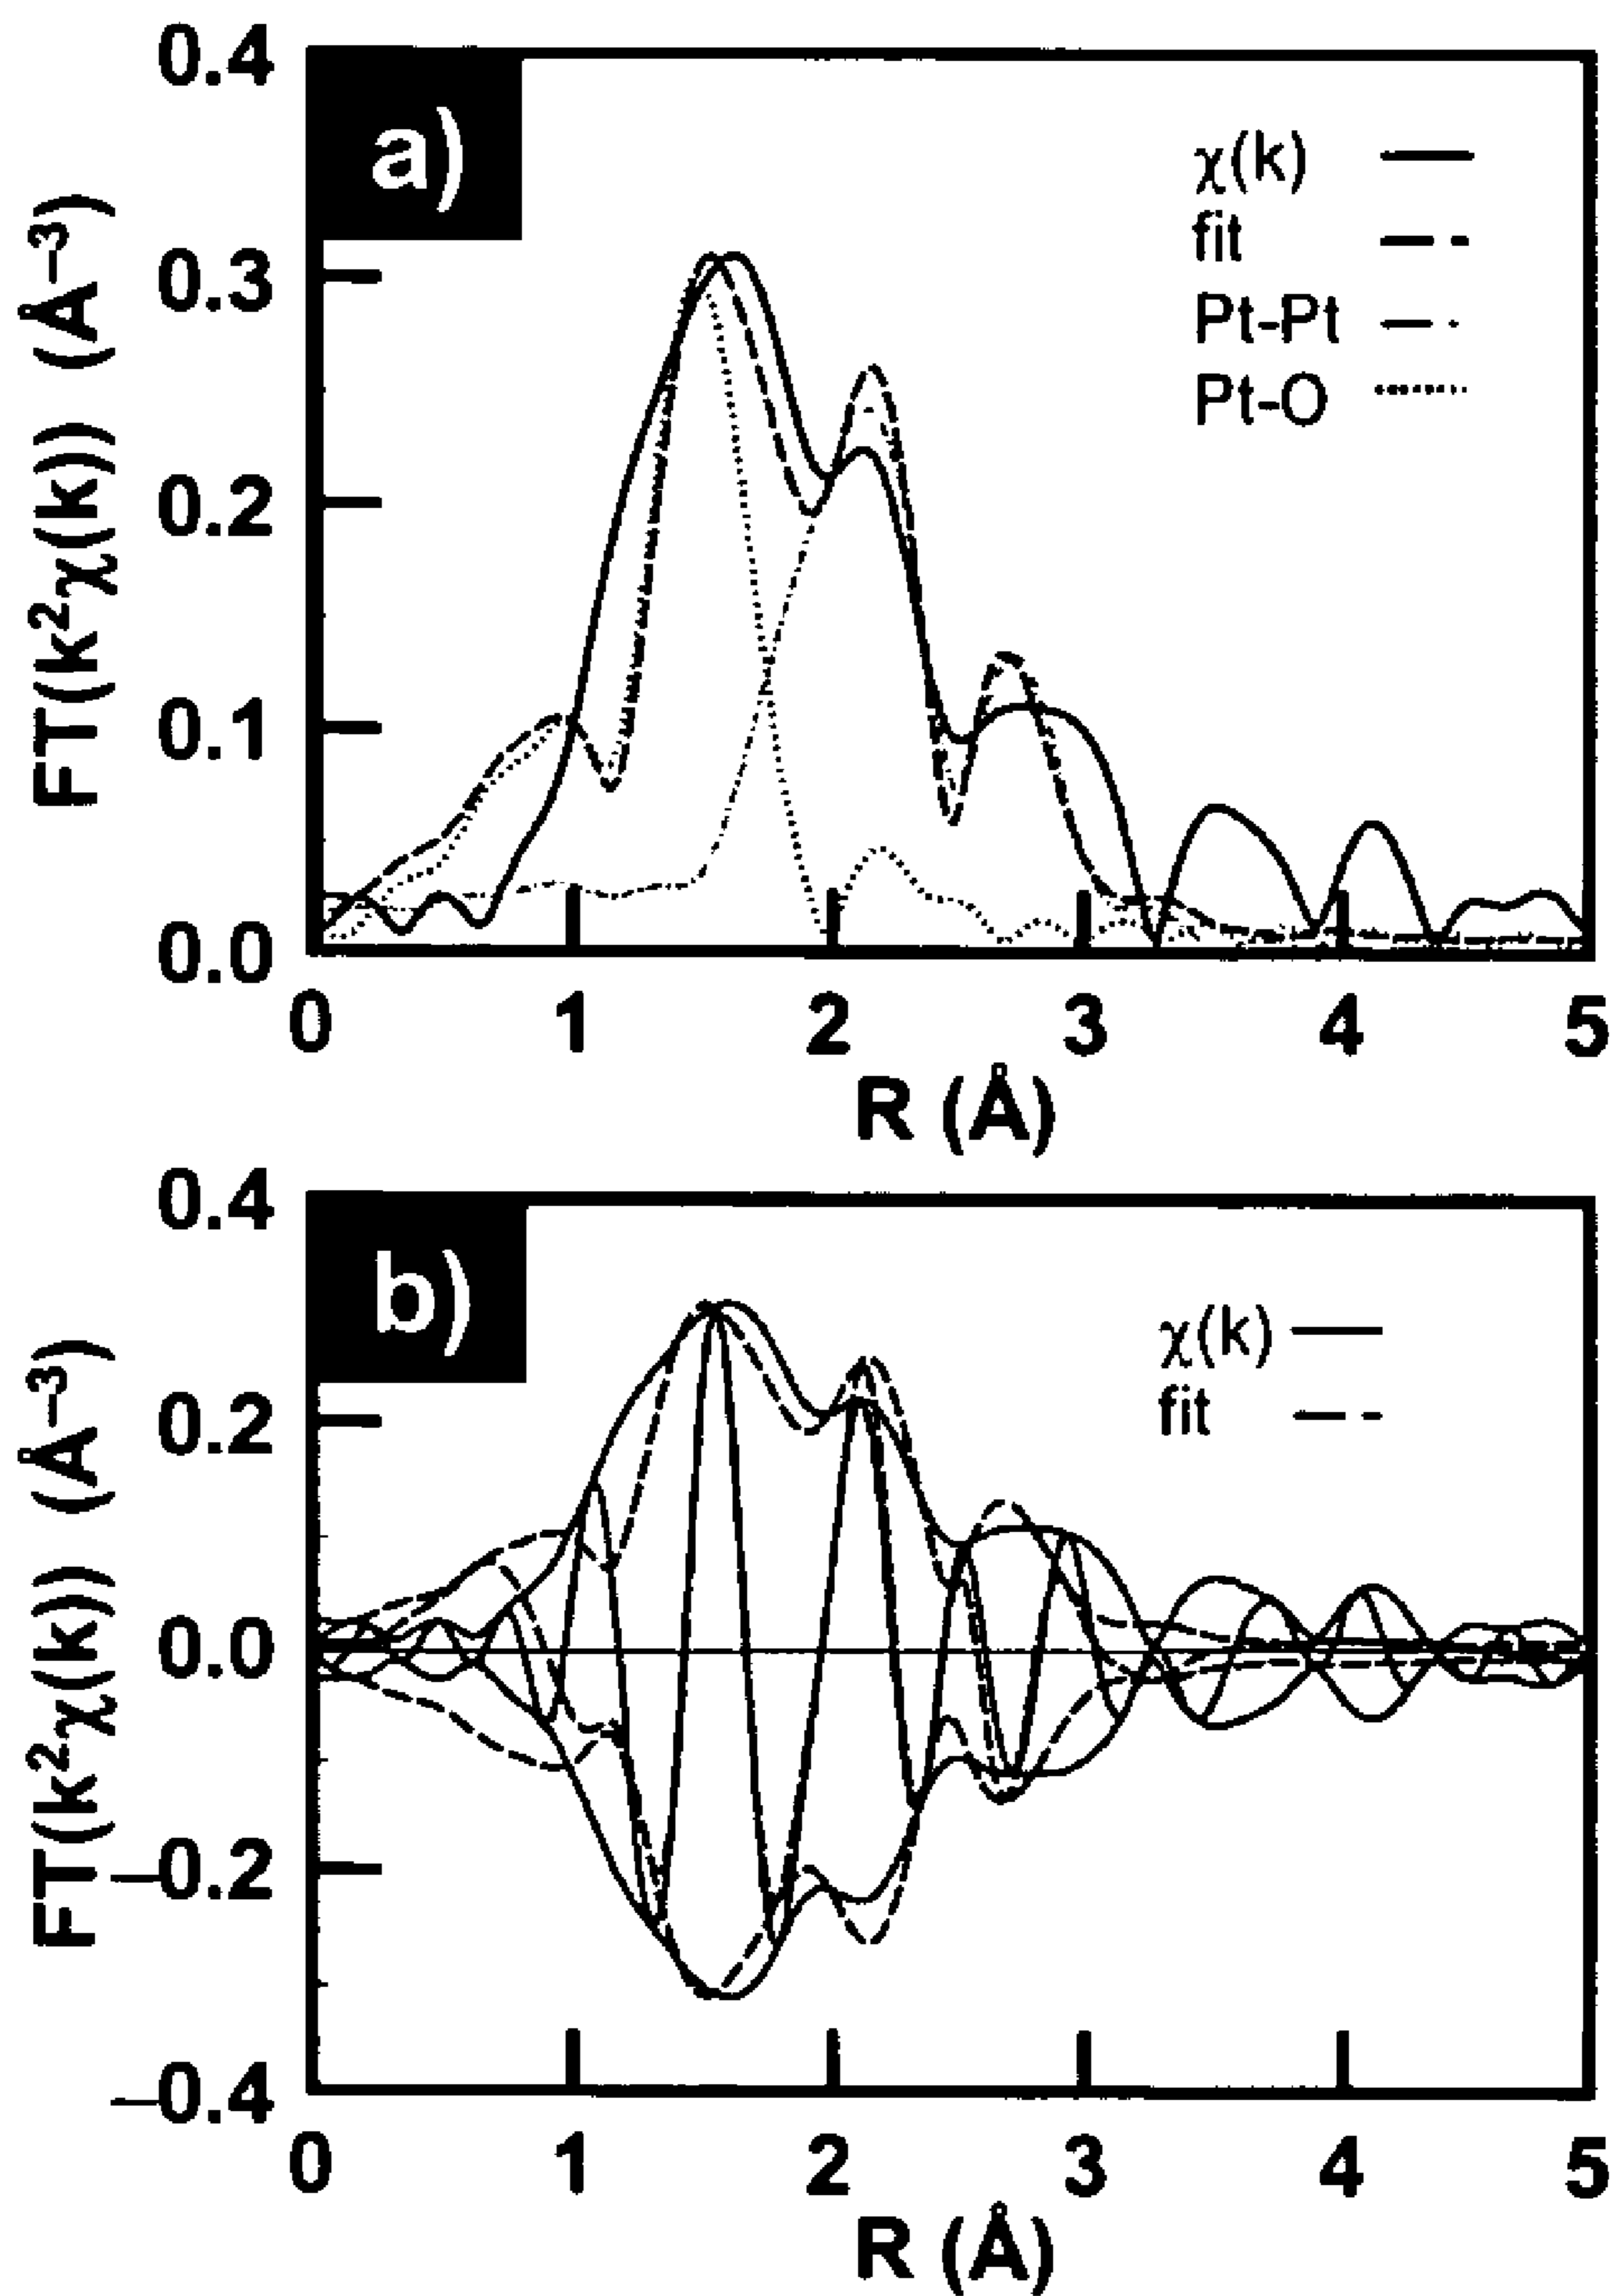 a)
0.4
0.3
0.2
0.1
0.0
FT(k²χ(k)) (Å⁻³)
χ(k)
fit
Pt-Pt
Pt-O
0 1 2 3 4 5
R (Å)
b)
0.4
0.2
0.0
–0.2
–0.4
FT(k²χ(k)) (Å⁻³)
χ(k)
fit
0 1 2 3 4 5
R (Å)